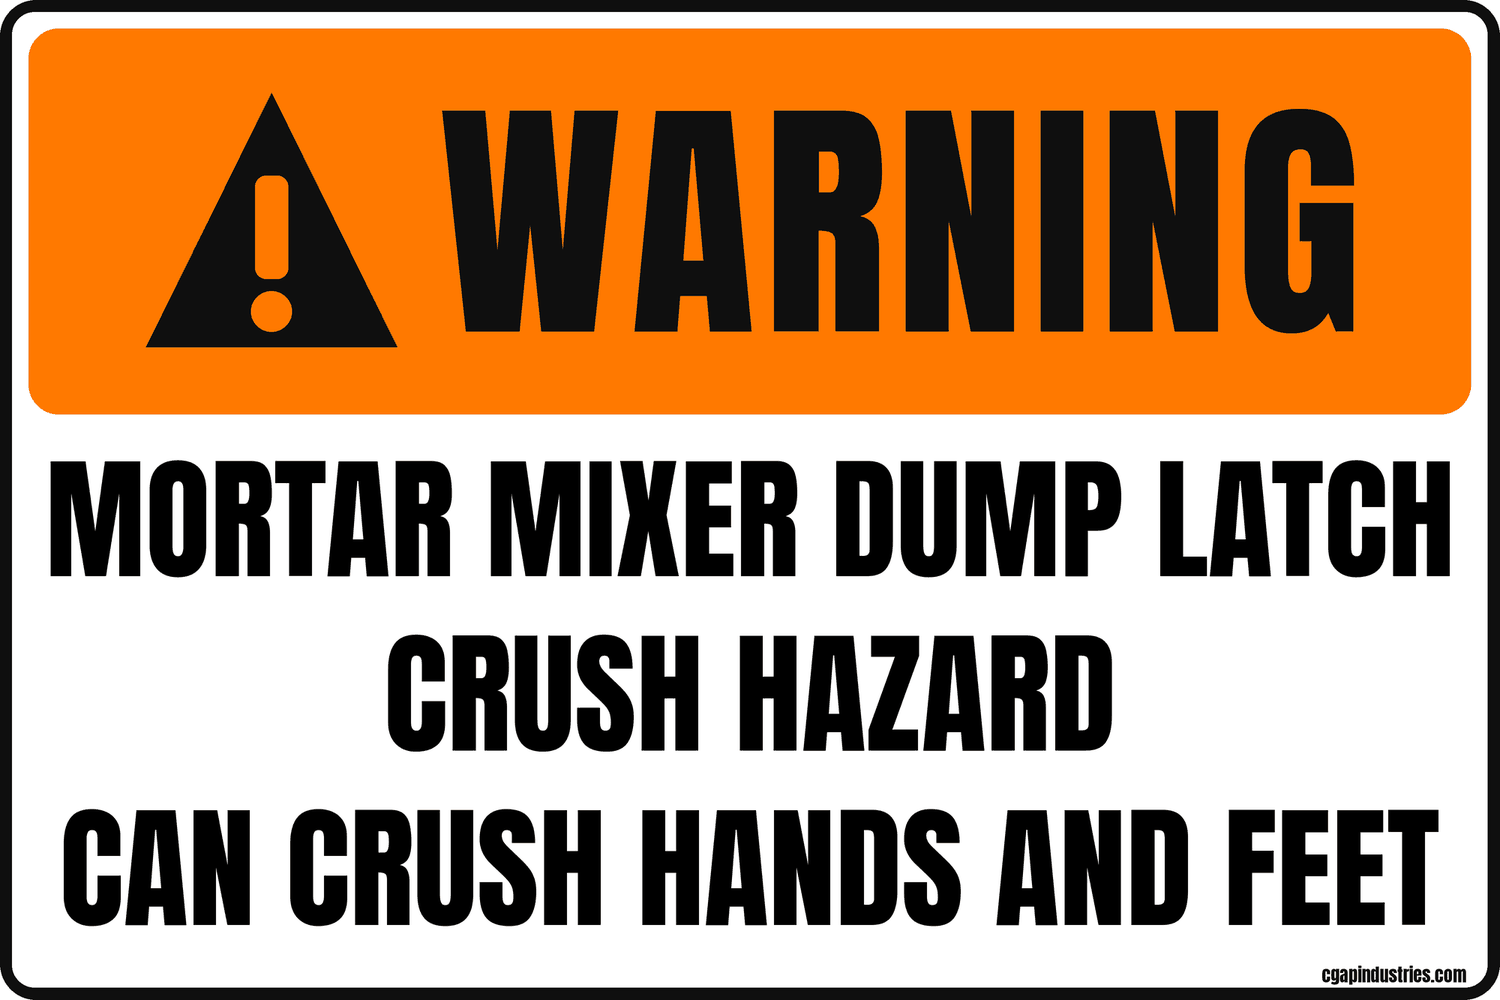 WARNING
MORTAR MIXER DUMP LATCH
CRUSH HAZARD
CAN CRUSH HANDS AND FEET
cgapindustries.com